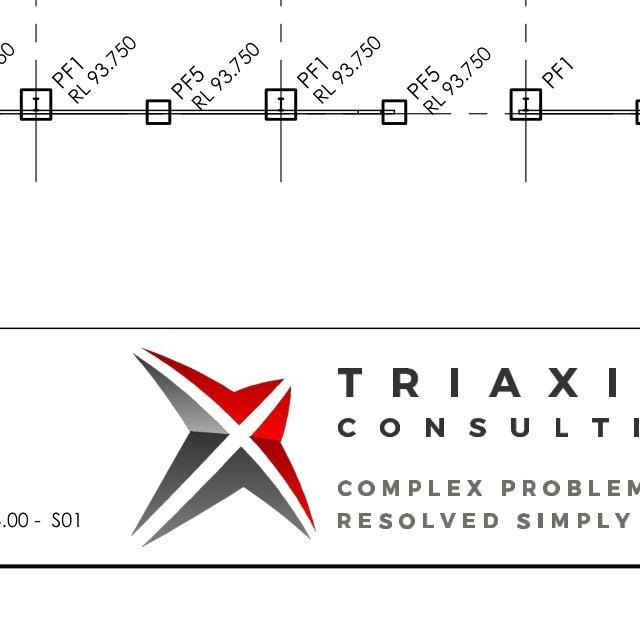 PF1
RL 93.750
PF5
RL 93.750
PF1
RL 93.750
PF5
RL 93.750
PF1
TRIAXI
CONSULTI
COMPLEX PROBLEM
RESOLVED SIMPLY
.00 - S01